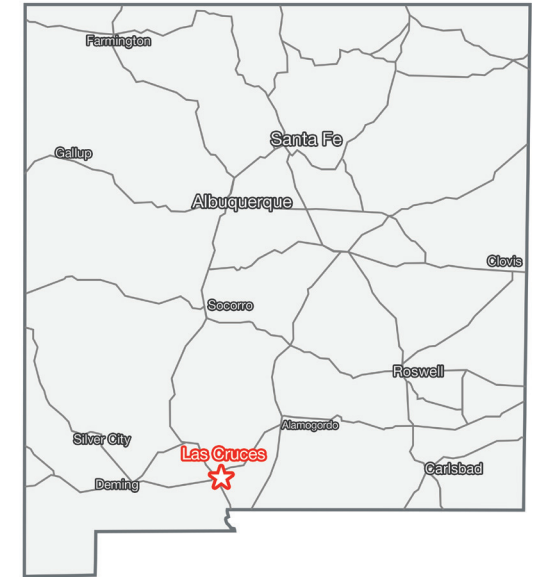 Farmington
Santa Fe
Gallup
Albuquerque
Clovis
Socorro
Roswell
Alamogordo
Silver City
Las Cruces
Carlsbad
Deming